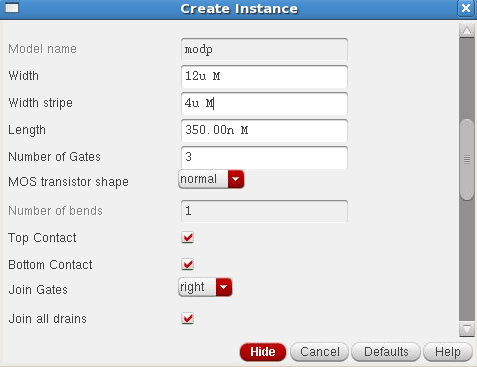 Create Instance
Model name modp
Width 12u M
Width stripe 4u M
Length 350.00n M
Number of Gates 3
MOS transistor shape normal
Number of bends 1
Top Contact
Bottom Contact
Join Gates right
Join all drains
Hide Cancel Defaults Help